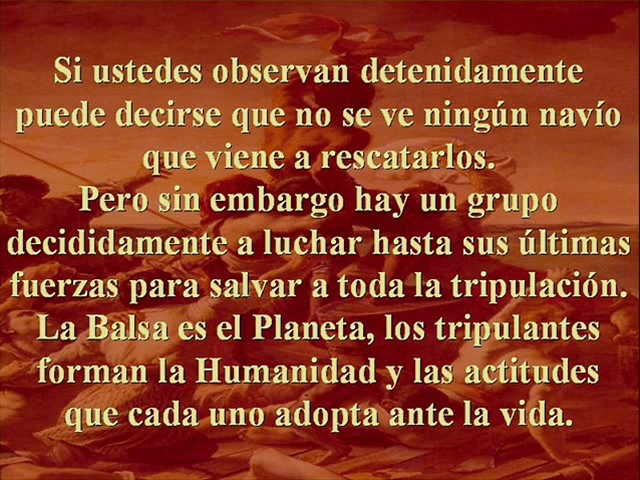 Si ustedes observan detenidamente
puede decirse que no se ve ningún navío
que viene a rescatarlos.
Pero sin embargo hay un grupo
decididamente a luchar hasta sus últimas
fuerzas para salvar a toda la tripulación.
La Balsa es el Planeta, los tripulantes
forman la Humanidad y las actitudes
que cada uno adopta ante la vida.